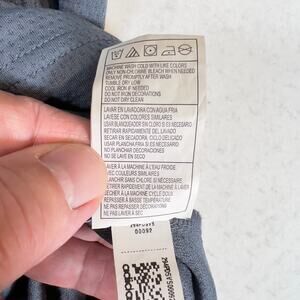 MACHINE WASH COLD WITH LIKE COLORS
ONLY NON-CHLORINE BLEACH WHEN NEEDED
REMOVE PROMPTLY AFTER WASH
TUMBLE DRY LOW
COOL IRON IF NEEDED
DO NOT IRON DECORATIONS
DO NOT DRY CLEAN
LAVAR EN LAVADORA CON AGUA FRIA
LAVESE CON COLORES SIMILARES
USAR BLANQUEADOR SIN CLORO SI ES NECESARIO
RETIRAR RAPIDAMENTE DEL LAVADO
SECAR EN SECADORA, CICLO DELICADO
USAR PLANCHA FRIA SI ES NECESARIO
NO PLANCHAR DECORACIONES
NO SE LAVE EN SECO
LAVER À LA MACHINE À L'EAU FROIDE
AVEC COULEURS SIMILAIRES
BLANCHIR SANS CHLORE SI NÉCESSAIRE
RETIRER RAPIDEMENT DE LA MACHINE À LAVER
SÉCHER À LA MACHINE CYCLE DOUX
REPASSER À BASSE TEMPÉRATURE
NE PAS REPASSER DÉCORATIONS
NE PAS LAVER À SEC
00092
adidas